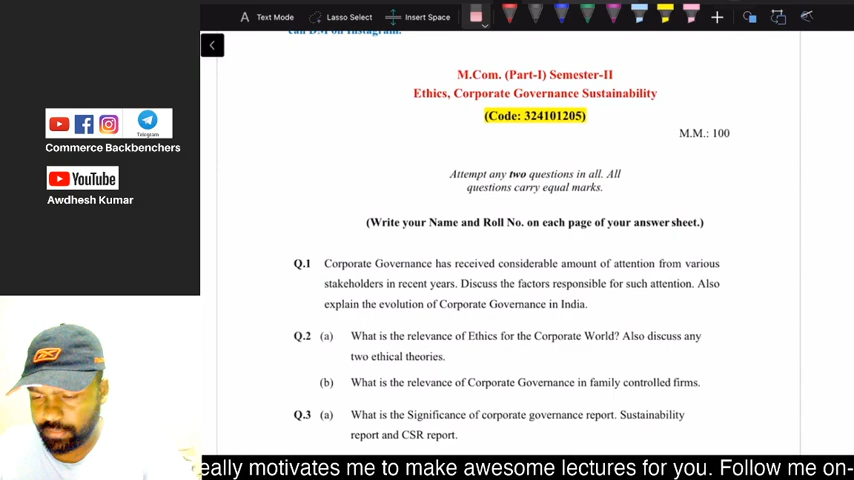 Text Mode
Lasso Select
Insert Space
can DM on Instagram.
M.Com. (Part-I) Semester-II
Ethics, Corporate Governance Sustainability
(Code: 324101205)
M.M.: 100
Telegram
Commerce Backbenchers
YouTube
Awdhesh Kumar
Attempt any two questions in all. All
questions carry equal marks.
(Write your Name and Roll No. on each page of your answer sheet.)
Q.1 Corporate Governance has received considerable amount of attention from various
stakeholders in recent years. Discuss the factors responsible for such attention. Also
explain the evolution of Corporate Governance in India.
Q.2 (a) What is the relevance of Ethics for the Corporate World? Also discuss any
two ethical theories.
(b) What is the relevance of Corporate Governance in family controlled firms.
Q.3 (a) What is the Significance of corporate governance report. Sustainability
report and CSR report.
eally motivates me to make awesome lectures for you. Follow me on-